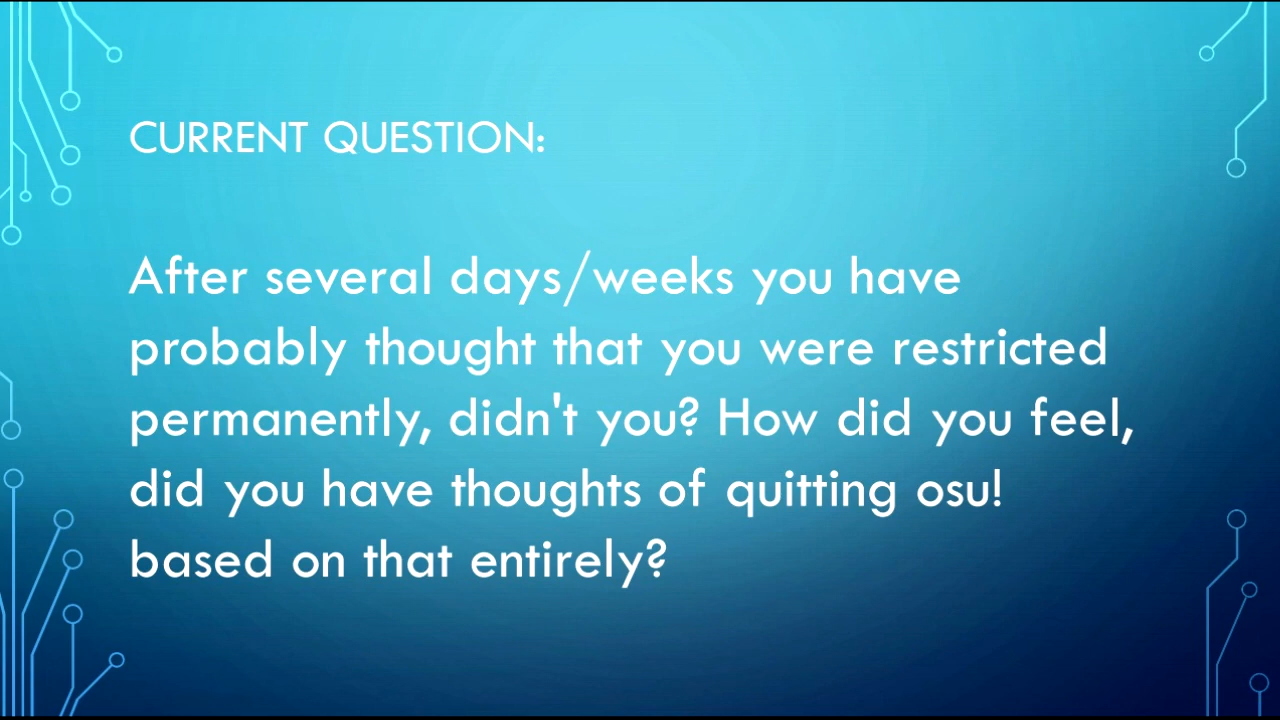 CURRENT QUESTION:
After several days/weeks you have
probably thought that you were restricted
permanently, didn't you? How did you feel,
did you have thoughts of quitting osu!
based on that entirely?